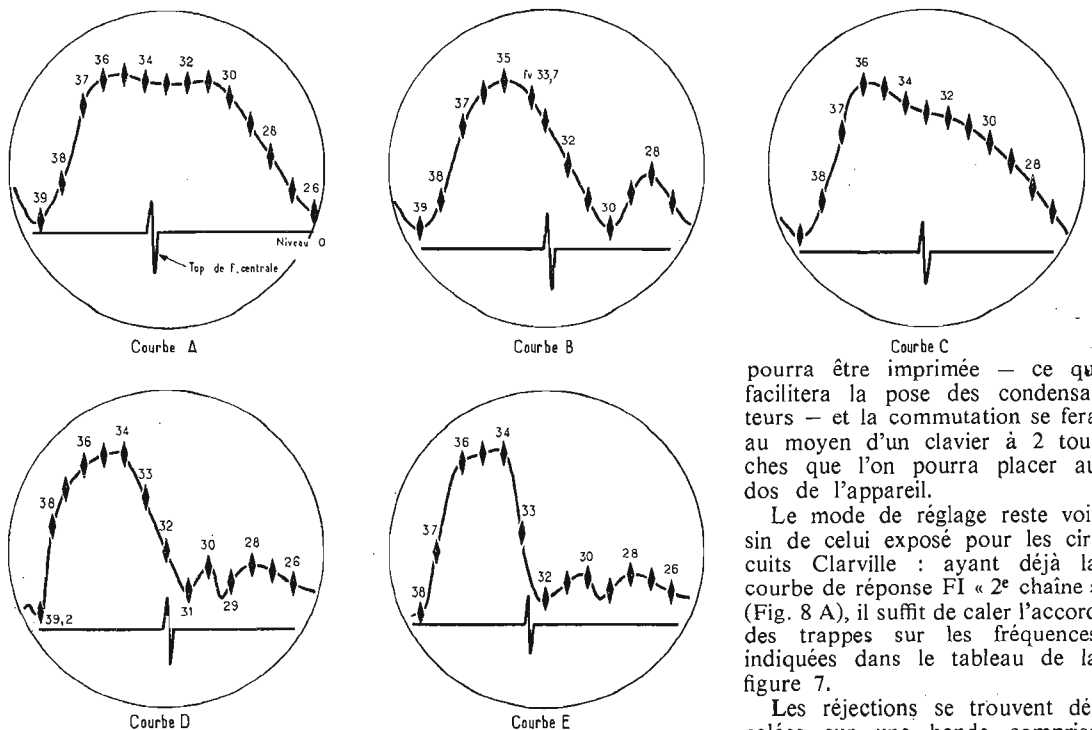 36
34
32
30
37
28
38
26
39
Niveau 0
Top de f. centrale
Courbe A
35
fv 33,7
37
32
28
38
39
30
Courbe B
36
34
37
32
30
38
28
Courbe C
36
34
33
38
32
30
28
26
39,2
31
29
Courbe D
36
34
37
33
30
28
26
32
38
Courbe E
pourra être imprimée — ce qui
facilitera la pose des condensa-
teurs — et la commutation se fera
au moyen d'un clavier à 2 tou-
ches que l'on pourra placer au
dos de l'appareil.
Le mode de réglage reste voi-
sin de celui exposé pour les cir-
cuits Clarville : ayant déjà la
courbe de réponse FI « 2e chaîne »
(Fig. 8 A), il suffit de caler l'accord
des trappes sur les fréquences
indiquées dans le tableau de la
figure 7.
Les réjections se trouvent dé-